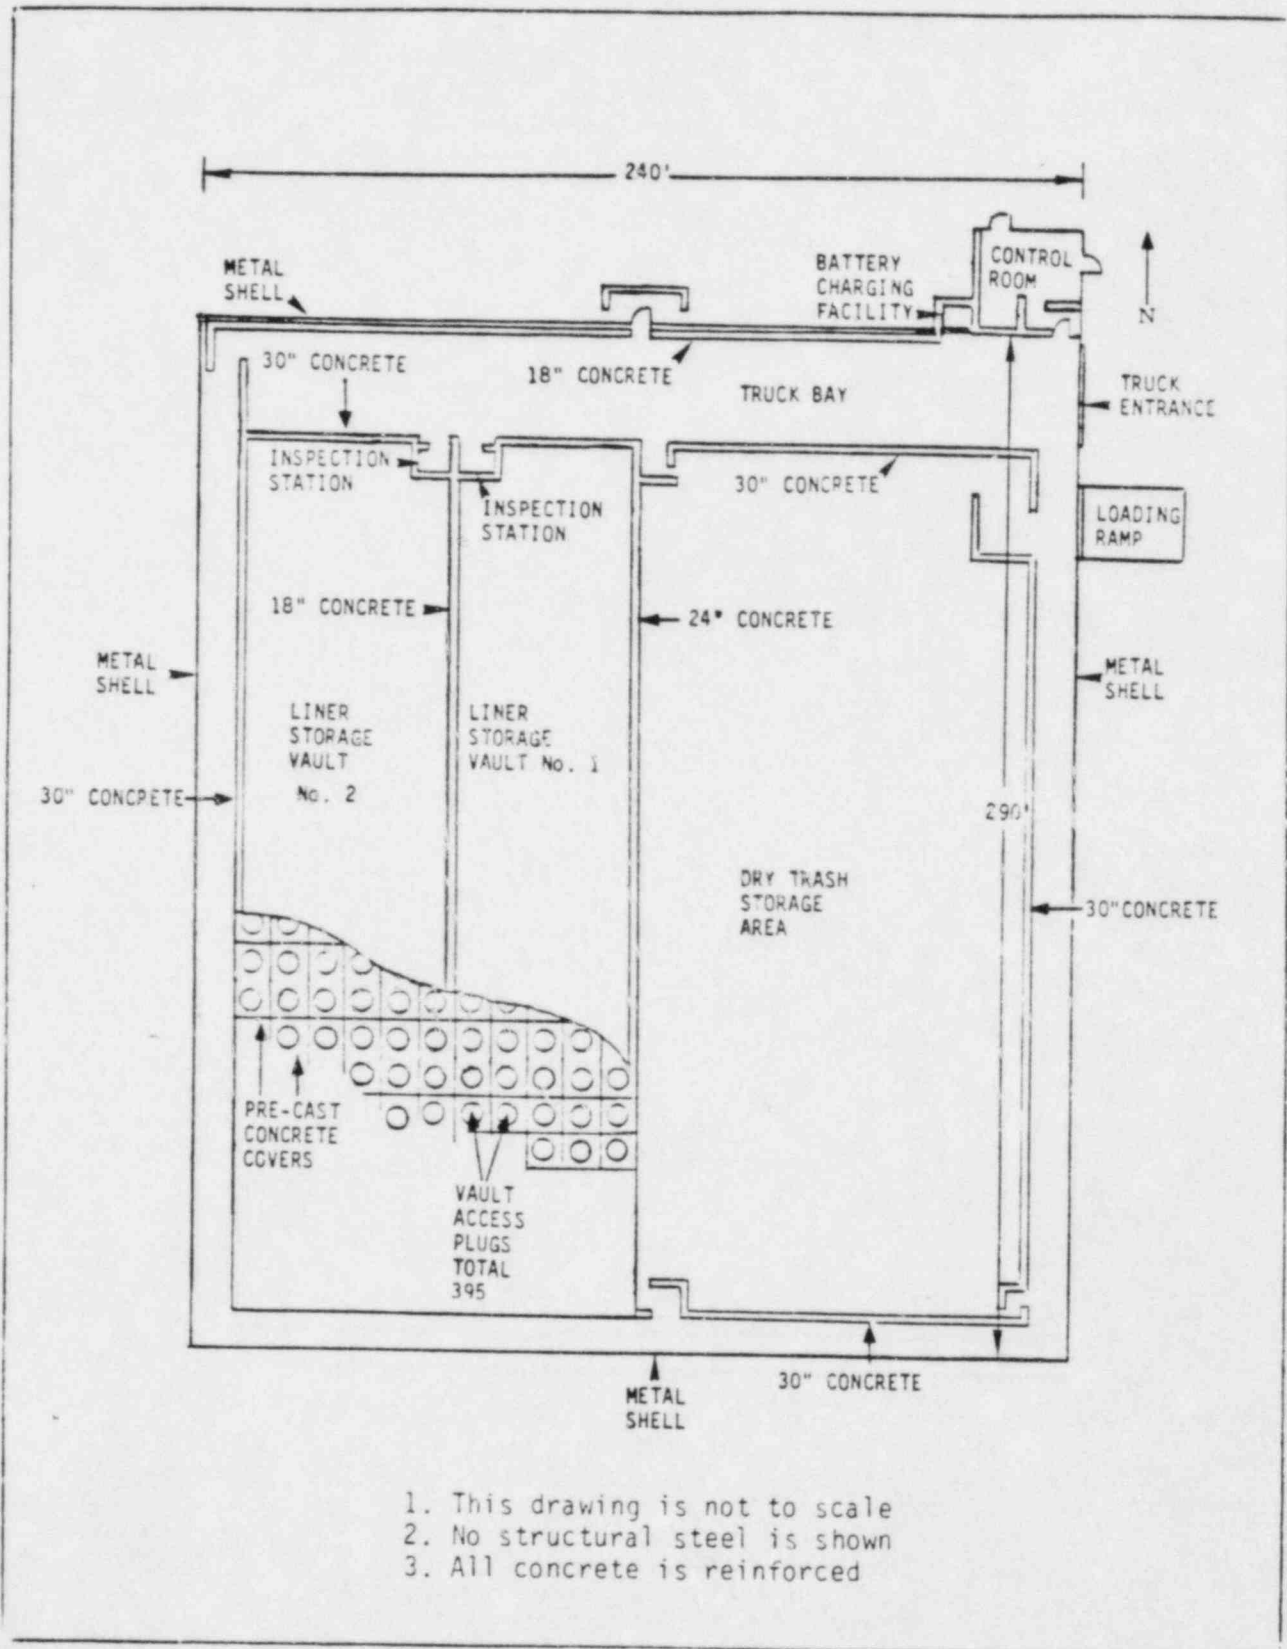 240'
METAL
SHELL
BATTERY
CHARGING
FACILITY
CONTROL
ROOM
N
30" CONCRETE
18" CONCRETE
TRUCK BAY
TRUCK
ENTRANCE
INSPECTION
STATION
INSPECTION
STATION
30" CONCRETE
LOADING
RAMP
18" CONCRETE
24" CONCRETE
METAL
SHELL
METAL
SHELL
LINER
STORAGE
VAULT
No. 2
LINER
STORAGE
VAULT No. 1
30" CONCRETE
290'
DRY TRASH
STORAGE
AREA
30"CONCRETE
PRE-CAST
CONCRETE
COVERS
VAULT
ACCESS
PLUGS
TOTAL
395
30" CONCRETE
METAL
SHELL
1. This drawing is not to scale
2. No structural steel is shown
3. All concrete is reinforced